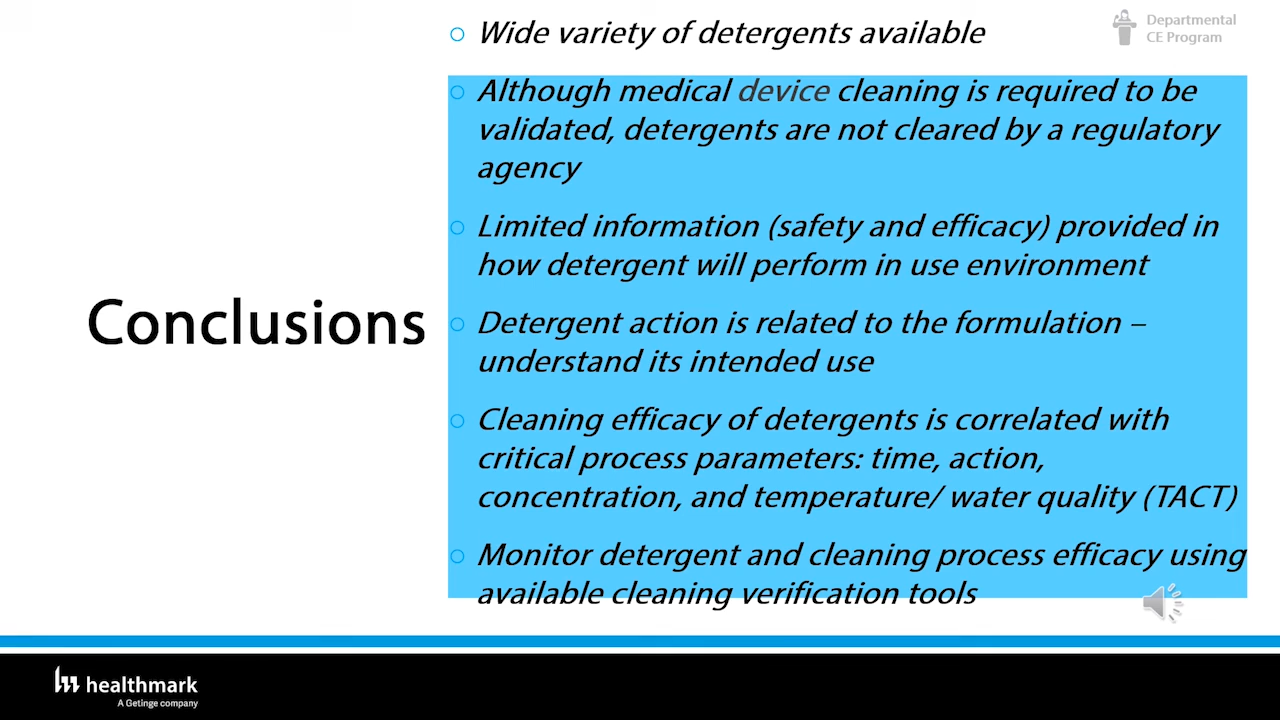 Departmental
CE Program
Conclusions
○ Wide variety of detergents available
○ Although medical device cleaning is required to be
validated, detergents are not cleared by a regulatory
agency
○ Limited information (safety and efficacy) provided in
how detergent will perform in use environment
○ Detergent action is related to the formulation –
understand its intended use
○ Cleaning efficacy of detergents is correlated with
critical process parameters: time, action,
concentration, and temperature/ water quality (TACT)
○ Monitor detergent and cleaning process efficacy using
available cleaning verification tools
healthmark
A Getinge company